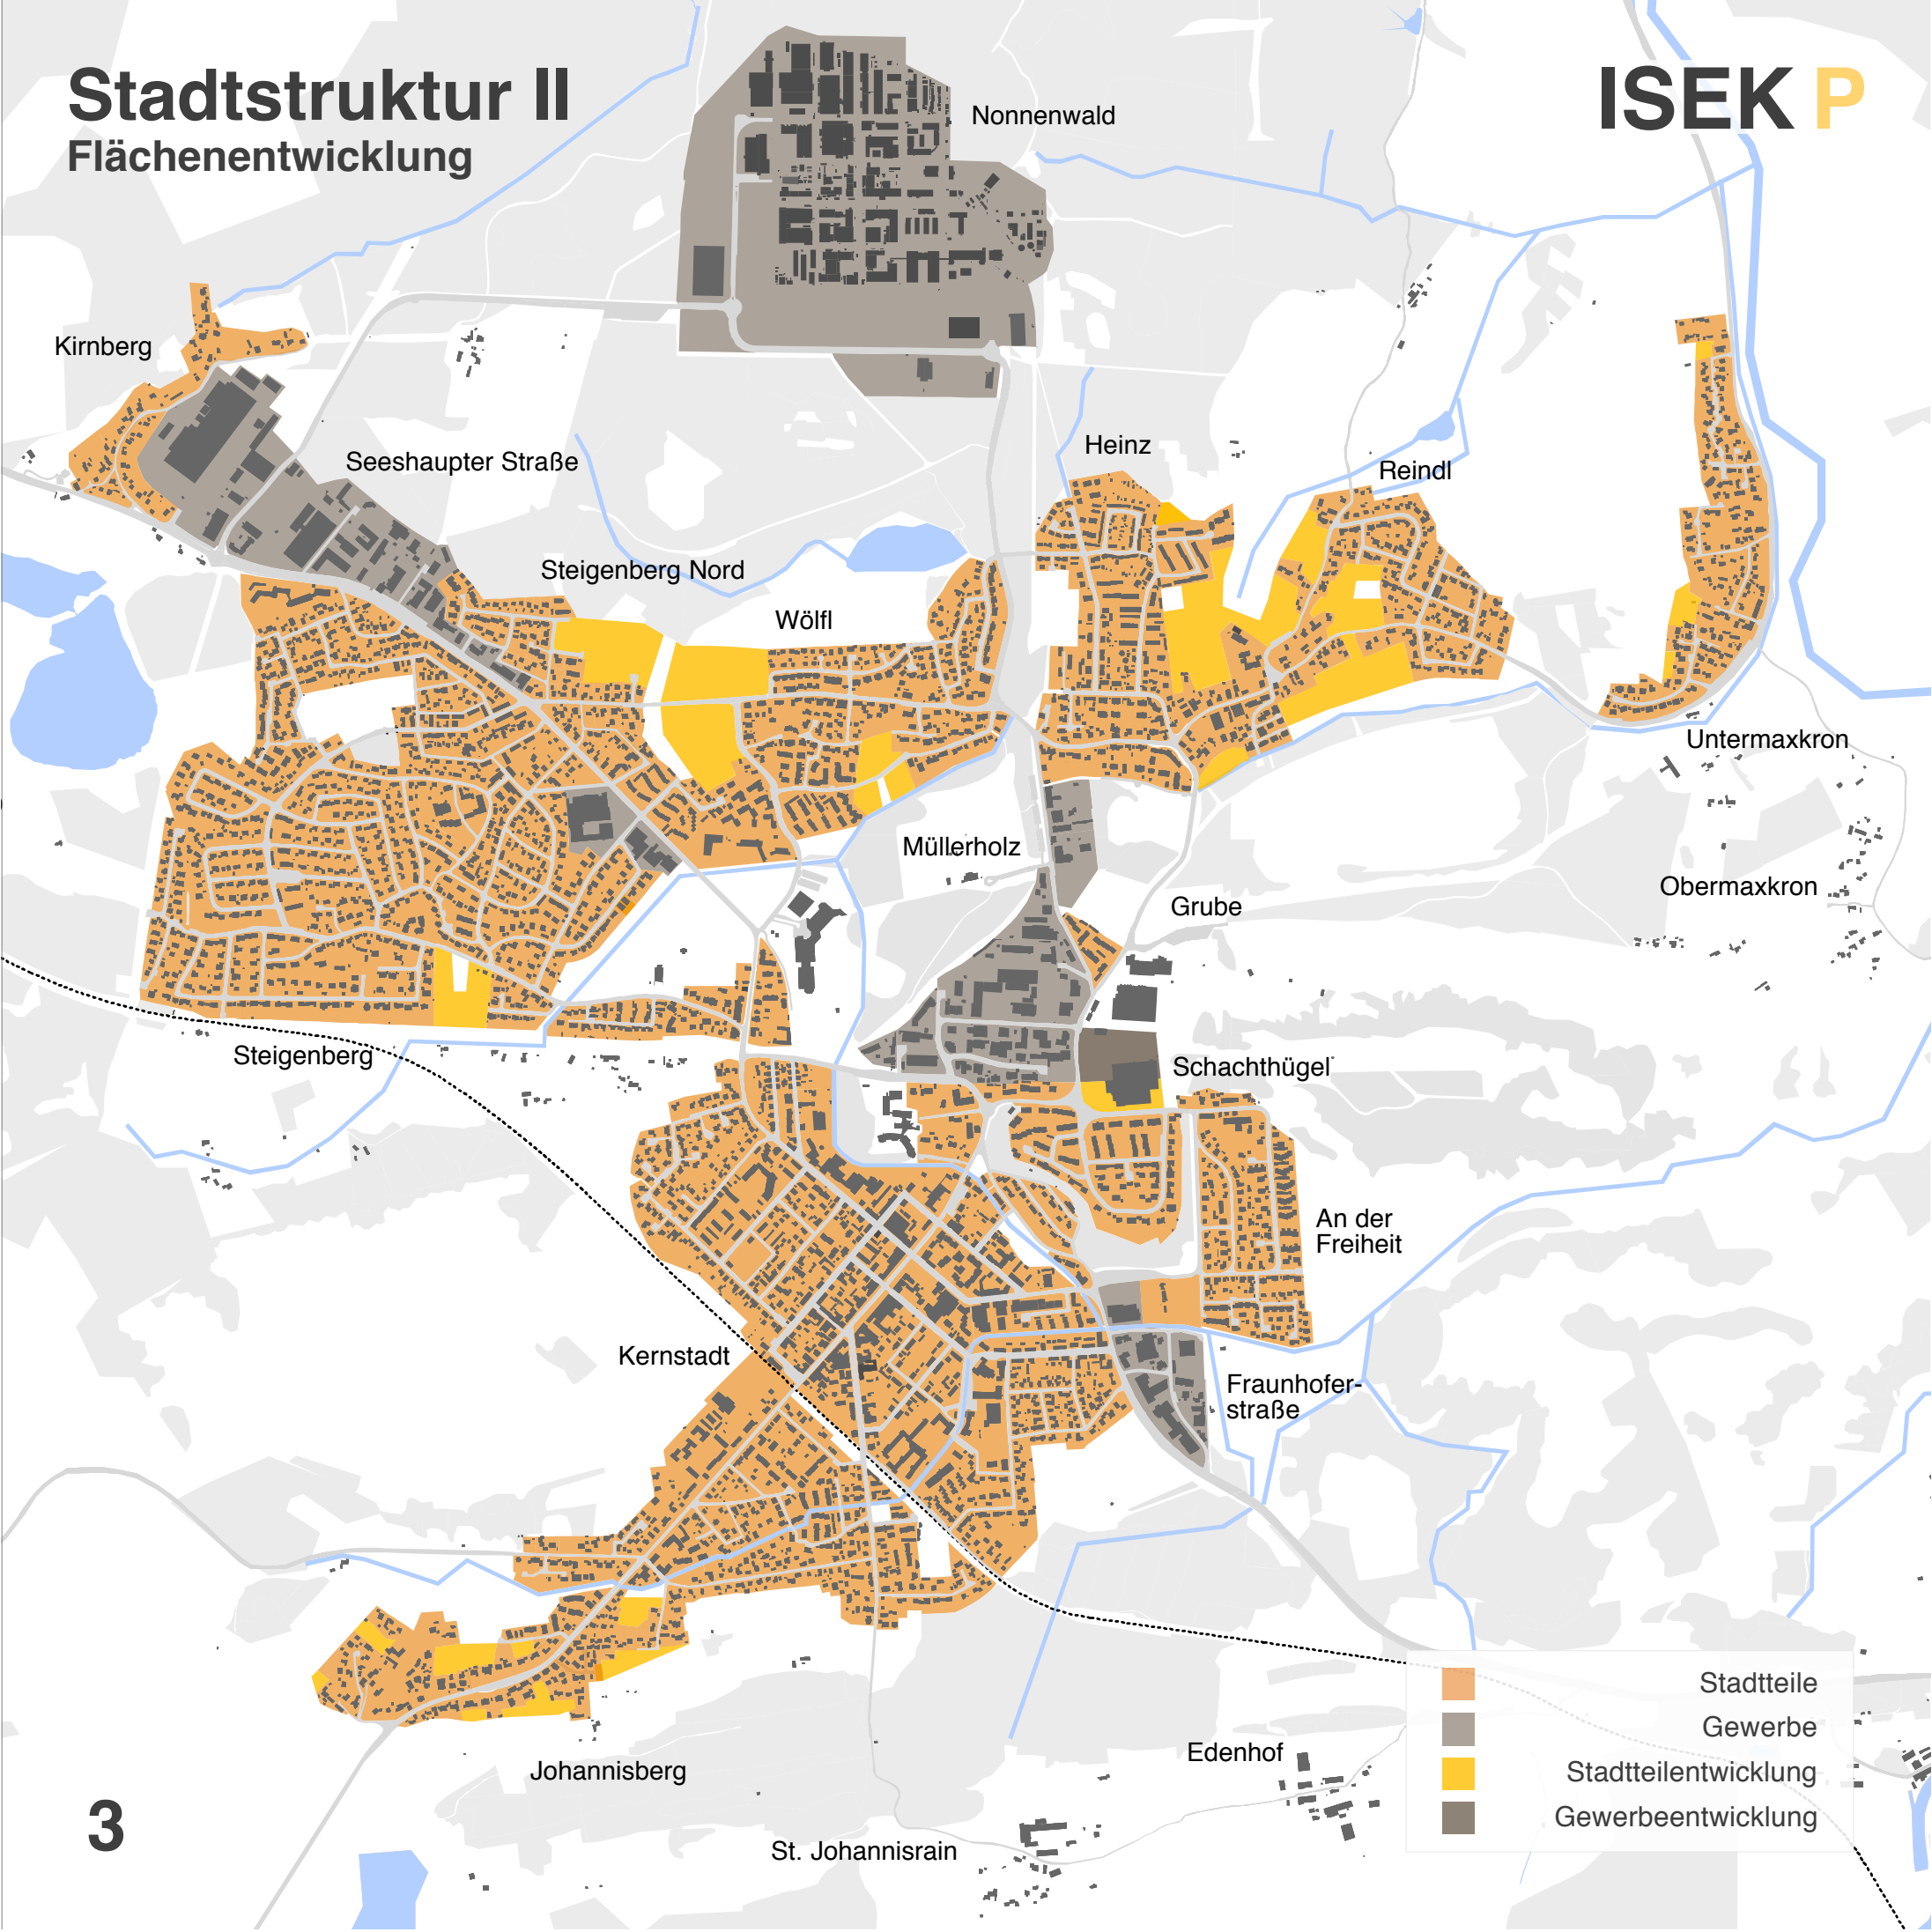 Stadtstruktur II
Flächenentwicklung
ISEK P
Nonnenwald
Kirnberg
Seeshaupter Straße
Heinz
Reindl
Steigenberg Nord
Wölfl
Untermaxkron
Müllerholz
Obermaxkron
Grube
Steigenberg
Schachthügel
An der
Freiheit
Kernstadt
Fraunhofer-
straße
Johannisberg
Edenhof
St. Johannisrain
Stadtteile
Gewerbe
Stadtteilentwicklung
Gewerbeentwicklung
3